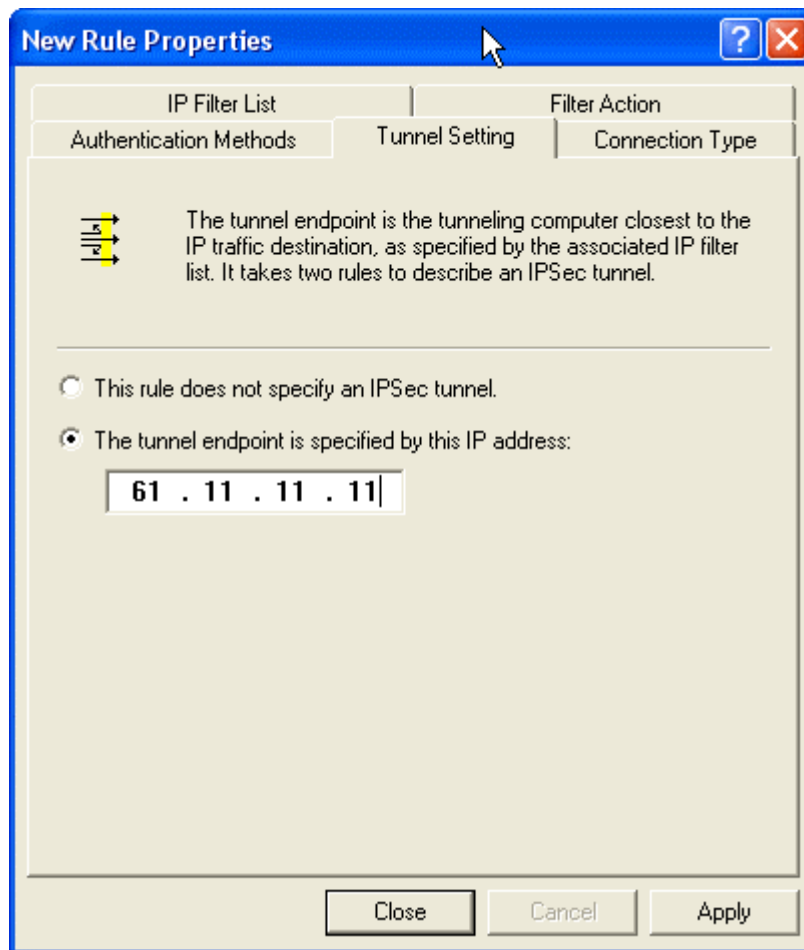 New Rule Properties
IP Filter List
Filter Action
Authentication Methods
Tunnel Setting
Connection Type
The tunnel endpoint is the tunneling computer closest to the
IP traffic destination, as specified by the associated IP filter
list. It takes two rules to describe an IPSec tunnel.
This rule does not specify an IPSec tunnel.
The tunnel endpoint is specified by this IP address:
61 . 11 . 11 . 11
Close
Cancel
Apply